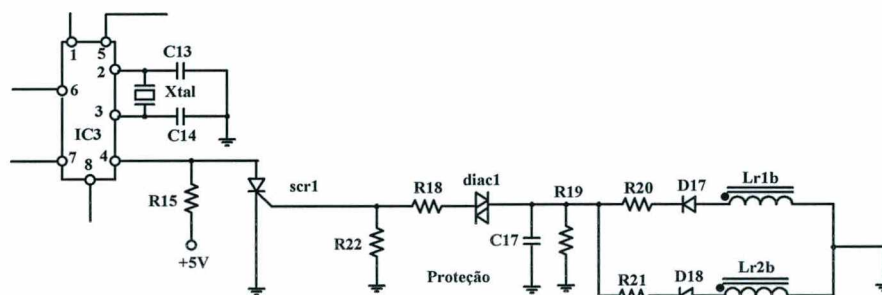 1 5
2 C13
6 Xtal
3
IC3 C14
7 8 4
R15 scr1 R18 diac1 R19 R20 D17 Lr1b
R22 C17
+5V Proteção R21 D18 Lr2b